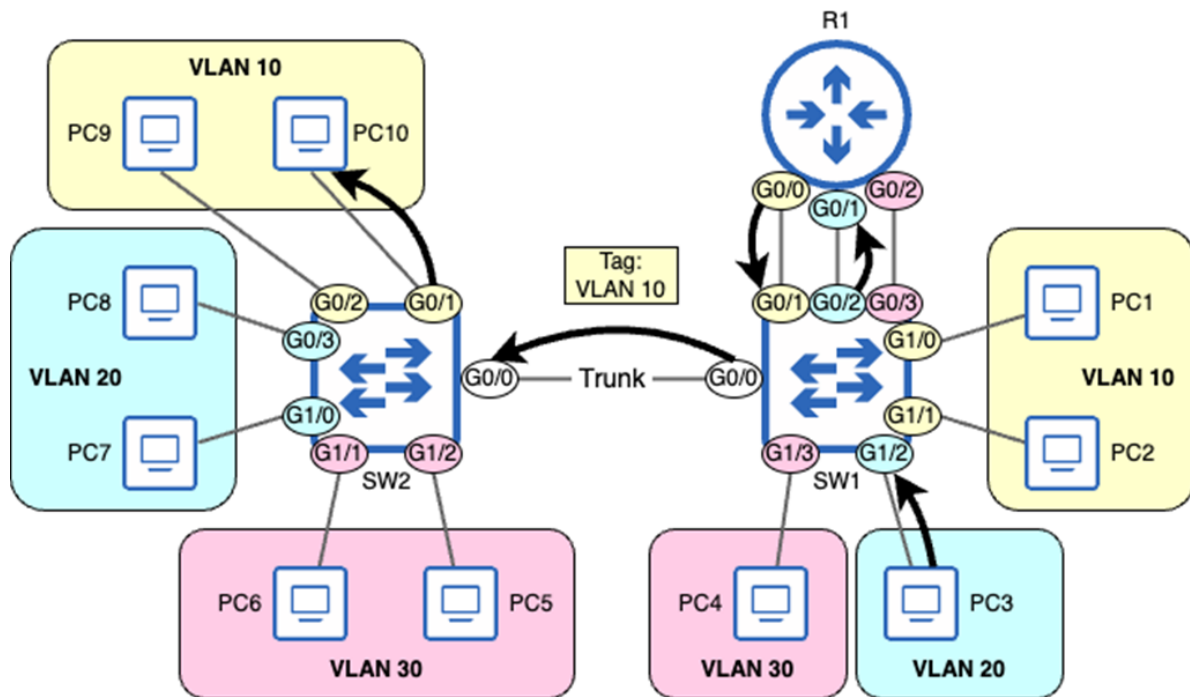 R1
VLAN 10
PC9
PC10
G0/0
G0/1
G0/2
Tag:
VLAN 10
PC8
VLAN 20
PC7
G0/2
G0/1
G0/3
G1/0
G1/1
G1/2
SW2
G0/0
Trunk
G0/0
G0/1
G0/2
G0/3
G1/0
G1/1
G1/3
G1/2
SW1
PC1
VLAN 10
PC2
PC6
PC5
VLAN 30
PC4
VLAN 30
PC3
VLAN 20